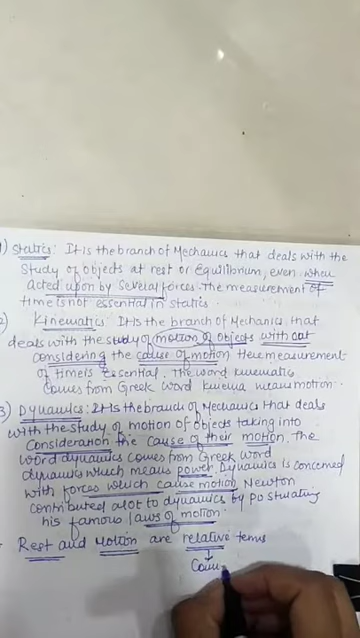 1) Statics: It is the branch of Mechanics that deals with the
study of objects at rest or Equilibrium, even when
acted upon by several forces. The measurement of
time is not essential in statics.
2) Kinematics: It is the branch of Mechanics that
deals with the study of motion of objects with out
considering the cause of motion. Here measurement
of time is essential. The word kinematics
comes from Greek word kinema means motion.
3) Dynamics: It is the branch of Mechanics that deals
with the study of motion of objects taking into
Consideration the Cause of their motion. The
word dynamics comes from Greek word
dynamis which means power. Dynamics is concerned
with forces which cause motion. Newton
contributed alot to dynamics by postulating
his famous laws of motion.
Rest and Motion are relative terms
Com